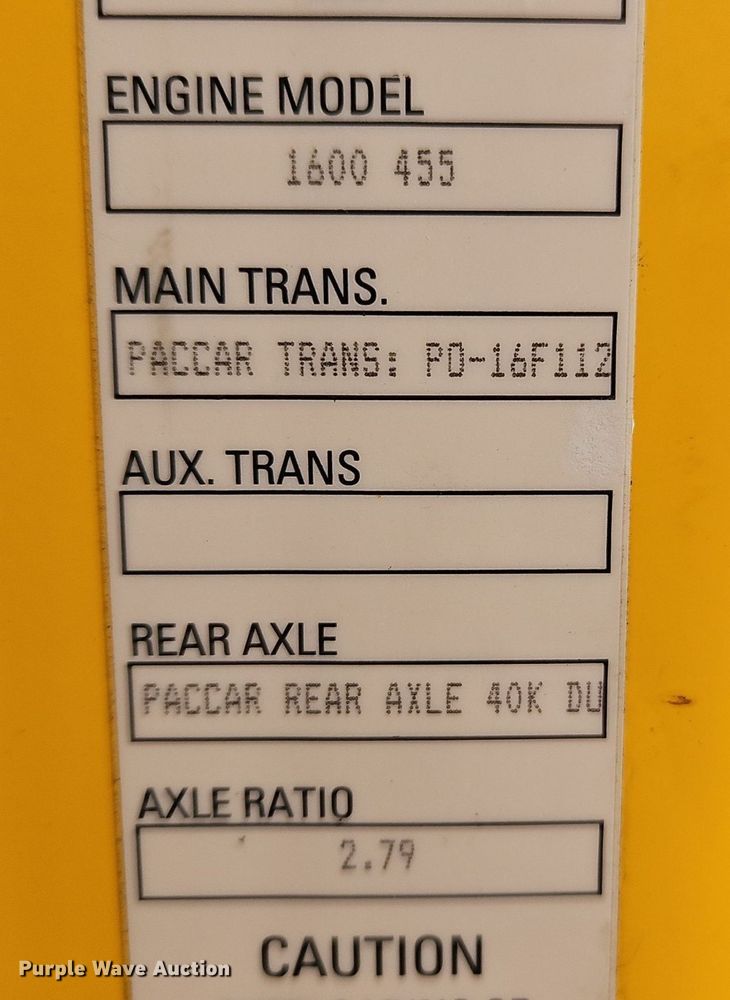 ENGINE MODEL
1600 455
MAIN TRANS.
PACCAR TRANS: PO-16F112
AUX. TRANS
REAR AXLE
PACCAR REAR AXLE 40K DU
AXLE RATIO
2.79
CAUTION
Purple Wave Auction